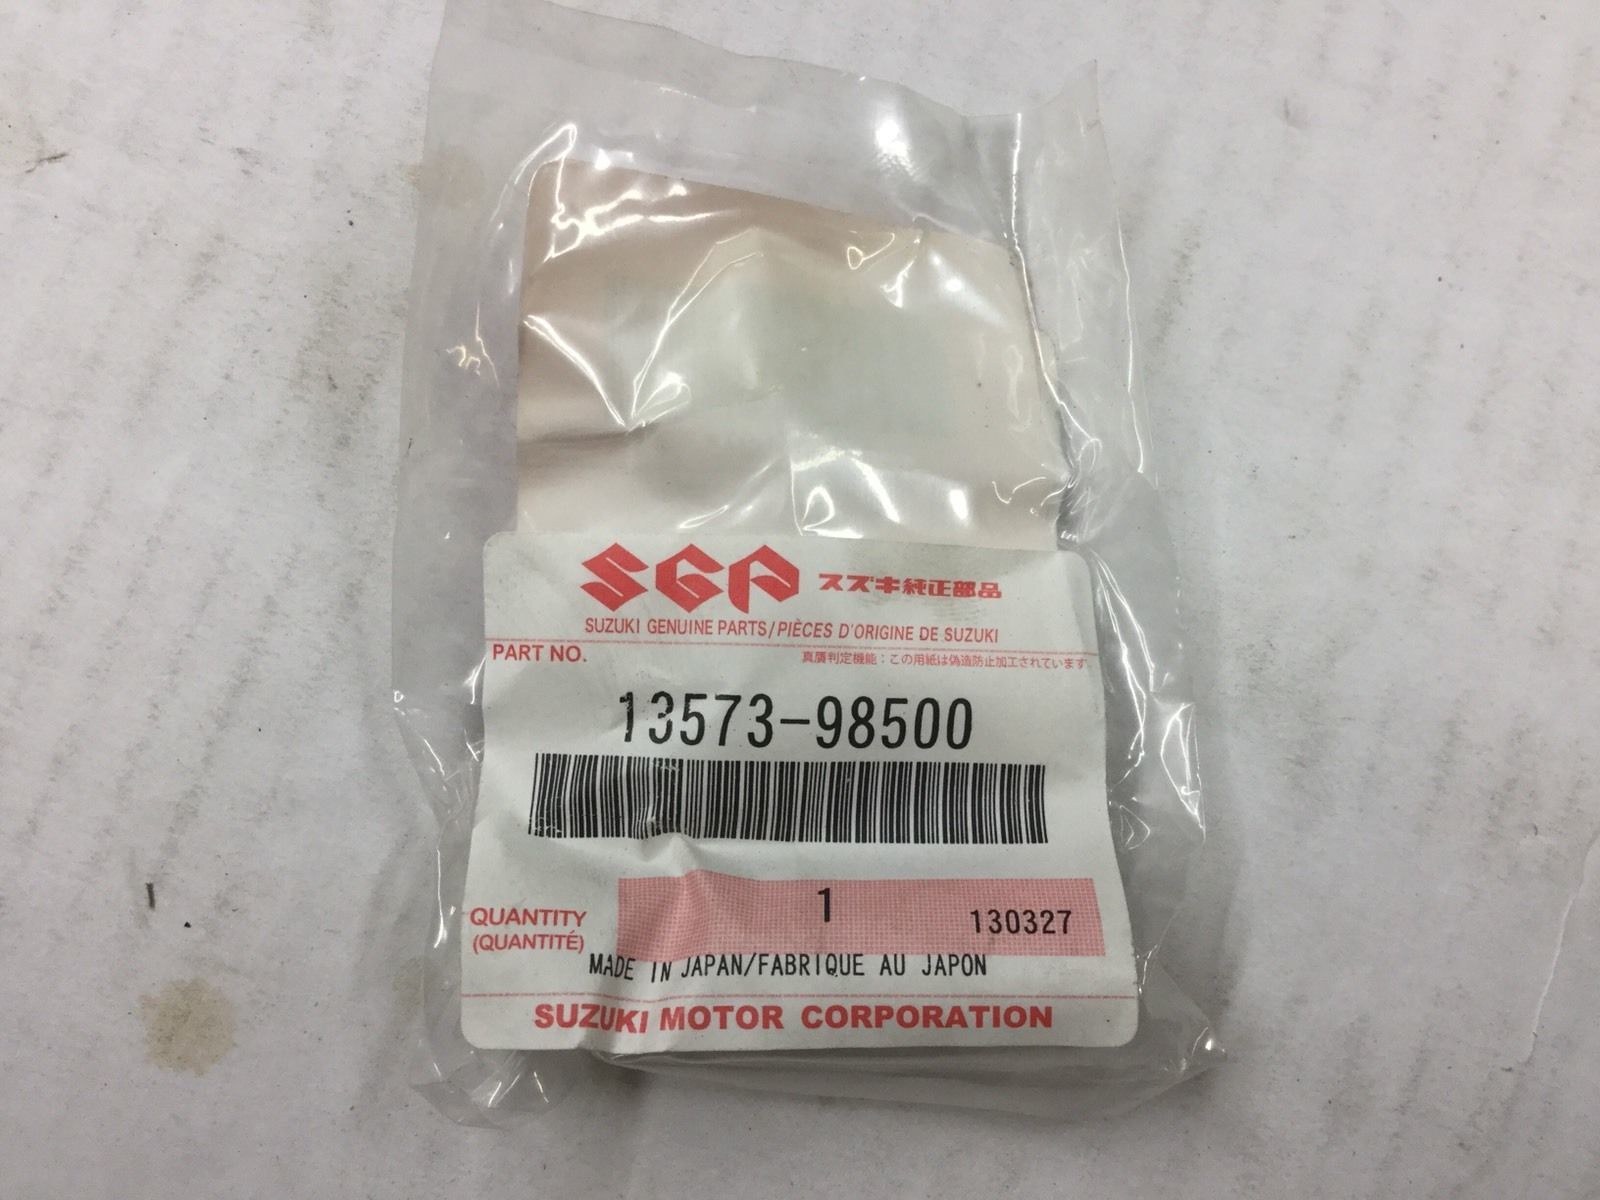 SGP スズキ純正部品
SUZUKI GENUINE PARTS/PIÈCES D'ORIGINE DE SUZUKI
PART NO.
真贋判定機能：この用紙は偽造防止加工されています。
13573-98500
QUANTITY
(QUANTITÉ)
1
130327
MADE IN JAPAN/FABRIQUE AU JAPON
SUZUKI MOTOR CORPORATION